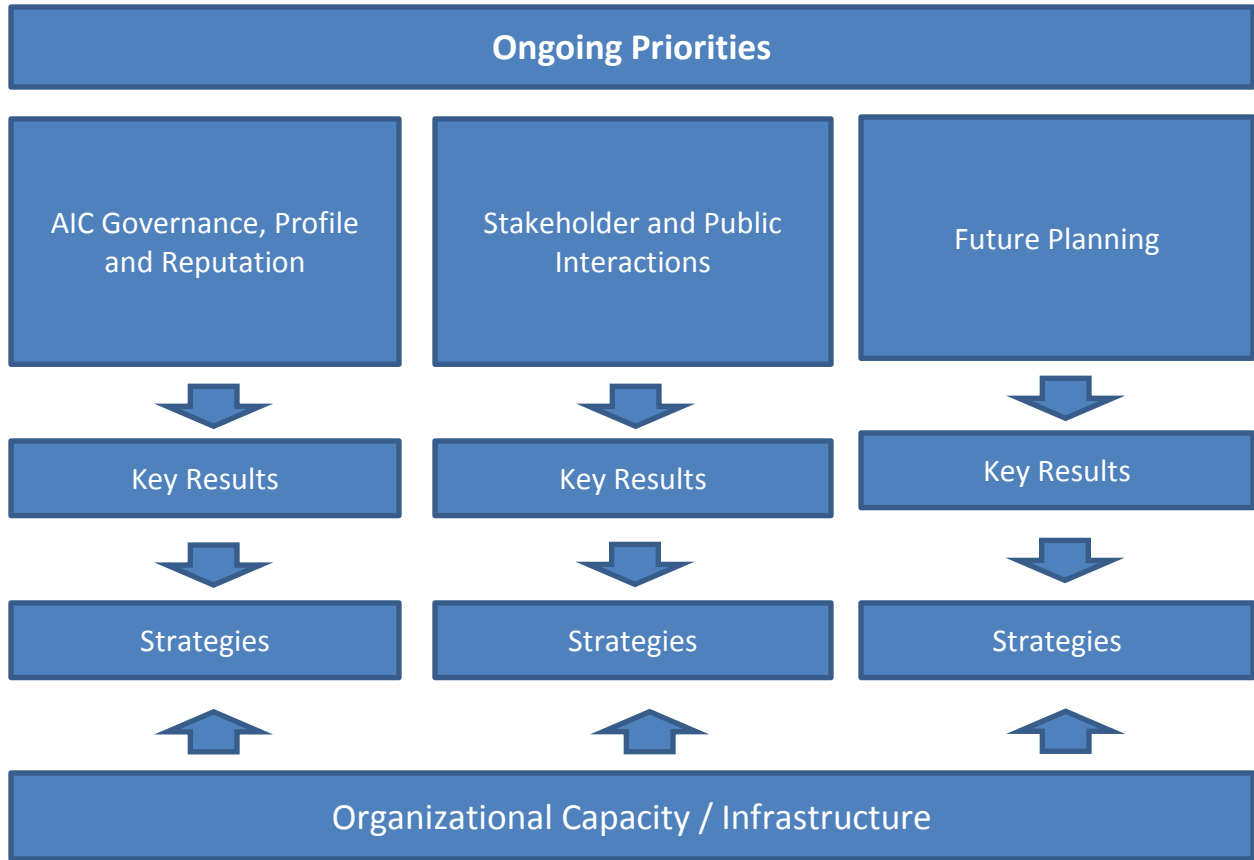 Ongoing Priorities
AIC Governance, Profile
and Reputation
Stakeholder and Public
Interactions
Future Planning
Key Results
Key Results
Key Results
Strategies
Strategies
Strategies
Organizational Capacity / Infrastructure